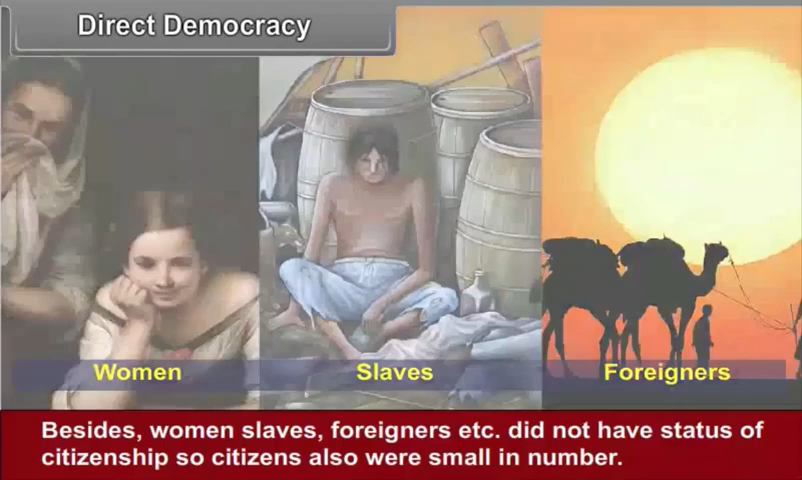 Direct Democracy
Women
Slaves
Foreigners
Besides, women slaves, foreigners etc. did not have status of
citizenship so citizens also were small in number.